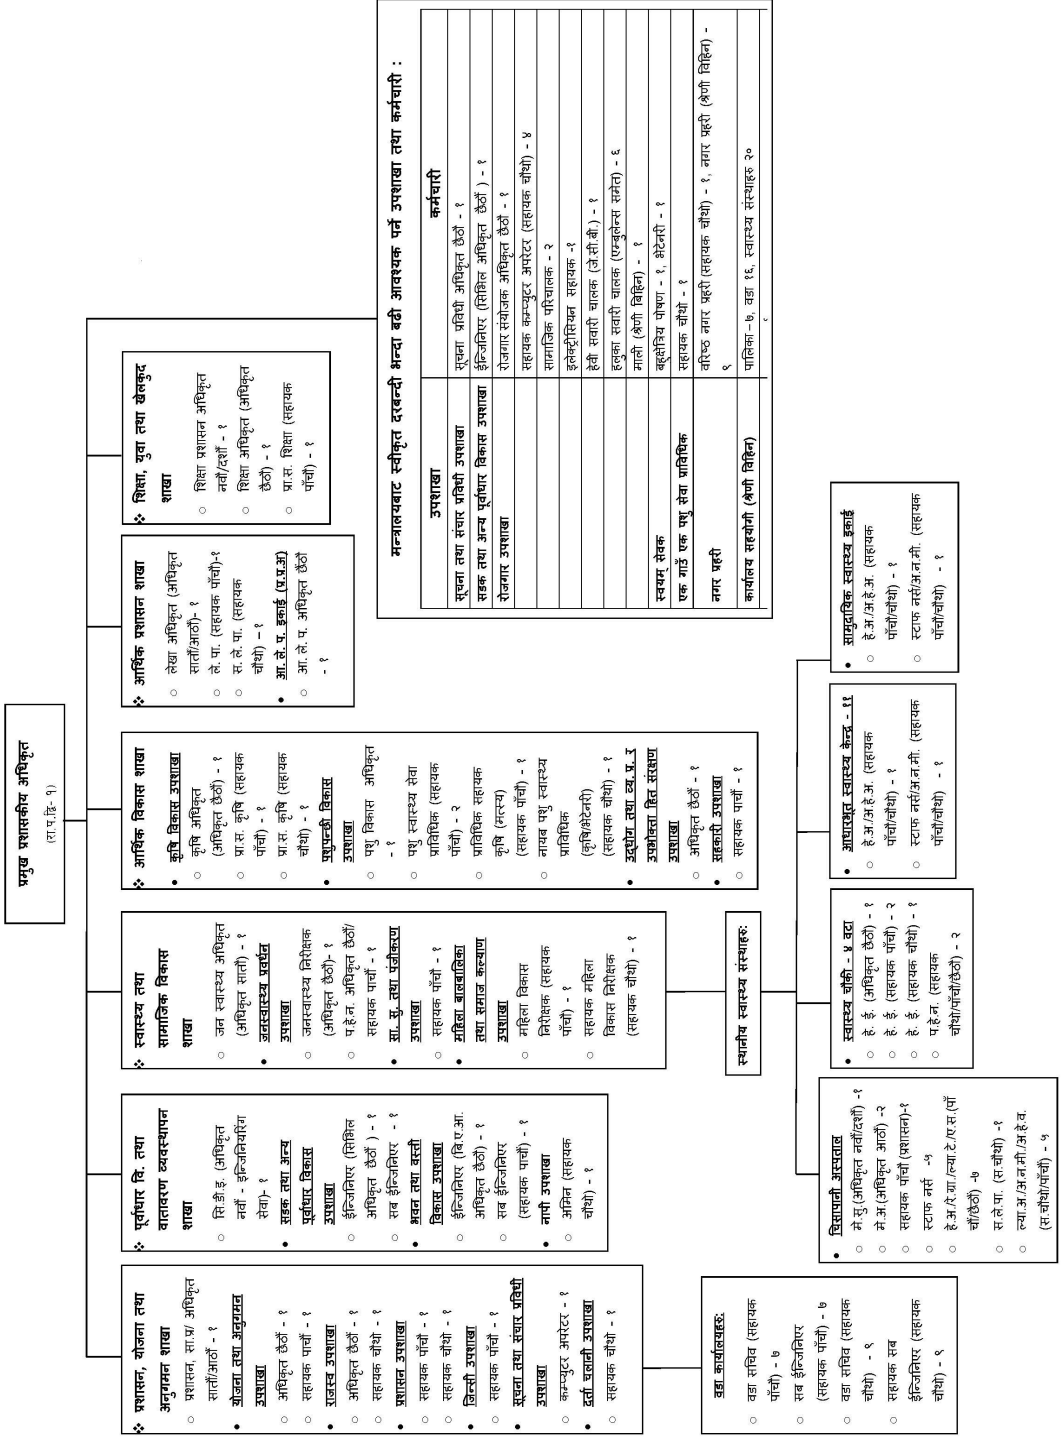 प्रमुख प्रशासकीय अधिकृत
(रा.प.द्वि- १)
❖ प्रशासन, योजना तथा
अनुगमन शाखा
○ प्रशासन, सा.प्र/ अधिकृत
सातौं/आठौं - १
● योजना तथा अनुगमन
उपशाखा
○ अधिकृत छैठौं - १
○ सहायक पाचौं - १
● राजस्व उपशाखा
○ अधिकृत छैठौं - १
○ सहायक चौथो - १
● प्रशासन उपशाखा
○ सहायक पाचौं - १
○ सहायक चौथो - १
● जिन्सी उपशाखा
○ सहायक पाँचौं - १
● सूचना तथा संचार प्रविधी
उपशाखा
○ कम्प्युटर अपरेटर - १
● दर्ता चलानी उपशाखा
○ सहायक चौथो - १
वडा कार्यालयहरु:
○ वडा सचिव (सहायक
पाँचौं) - ७
○ सब ईन्जिनिएर
(सहायक पाँचौं) - ७
○ वडा सचिव (सहायक
चौथो) - ९
○ सहायक सब
ईन्जिनिएर (सहायक
चौथो) - ९
❖ पूर्वाधार वि. तथा
वातावरण व्यवस्थापन
शाखा
○ सि.डी.इ. (अधिकृत
नवौं - इन्जिनियरिंग
सेवा)- १
● सडक तथा अन्य
पूर्वाधार विकास
उपशाखा
○ ईन्जिनिएर (सिभिल
अधिकृत छैठौं ) - १
○ सब ईन्जिनिएर - १
● भवन तथा वस्ती
विकास उपशाखा
○ ईन्जिनिएर (बि.ए.आ.
अधिकृत छैठौं) - १
○ सब ईन्जिनिएर
(सहायक पाचौं) - १
● नापी उपशाखा
○ अमिन (सहायक
चौथो) - १
❖ स्वास्थ्य तथा
सामाजिक विकास
शाखा
○ जन स्वास्थ्य अधिकृत
(अधिकृत सातौं) - १
● जनस्वास्थ्य प्रवर्धन
उपशाखा
○ जनस्वास्थ्य निरीक्षक
(अधिकृत छैठौं)- १
○ प.हे.न. अधिकृत छैठौं/
सहायक पाचौं - १
● सा. सु. तथा पंजीकरण
उपशाखा
○ सहायक पाँचौ - १
● महिला बालबालिका
तथा समाज कल्याण
उपशाखा
○ महिला विकास
निरीक्षक (सहायक
पाँचौं) - १
○ सहायक महिला
विकास निरीक्षक
(सहायक चौथो) - १
स्थानीय स्वास्थ्य संस्थाहरु:
● चिसापानी अस्पताल
○ मे.सु.(अधिकृत नवौं/दशौं) -१
○ मे.अ.(अधिकृत आठौं) -२
○ सहायक पाँचौं (प्रशासन)-१
○ स्टाफ नर्स -५
○ हे.अ./रे.ग्रा./ल्या.टे./ए.स.(पाँ
चौं/छैठौं) -७
○ स.ले.पा. (स.चौथो) -१
○ ल्या.अ./अ.न.मी./अ.हे.व.
(स.चौथो/पाँचौं) - ५
● स्वास्थ्य चौकी - ४ वटा
○ हे. ई. (अधिकृत छैठौं) - १
○ हे. ई. (सहायक पाँचौं) - २
○ हे. ई. (सहायक चौथो) - १
○ प.हे.न. (सहायक
चौथो/पाँचौ/छैठौं) - २
● आधारभूत स्वास्थ्य केन्द्र - ११
○ हे.अ./अ.हे.अ. (सहायक
पाँचौ/चौथो) - १
○ स्टाफ नर्स/अ.न.मी. (सहायक
पाँचौ/चौथो) - १
● सामुदायिक स्वास्थ्य इकाई
○ हे.अ./अ.हे.अ. (सहायक
पाँचौ/चौथो) - १
○ स्टाफ नर्स/अ.न.मी. (सहायक
पाँचौ/चौथो) - १
❖ आर्थिक विकास शाखा
● कृषि विकास उपशाखा
○ कृषि अधिकृत
(अधिकृत छैठौं) - १
○ प्रा.स. कृषि (सहायक
पाँचौं) - १
○ प्रा.स. कृषि (सहायक
चौथो) - १
● पशुपन्छी विकास
उपशाखा
○ पशु विकास अधिकृत
- १
○ पशु स्वास्थ्य सेवा
प्राविधिक (सहायक
पाँचौं) - २
○ प्राविधिक सहायक
कृषि (मत्स्य)
(सहायक पाँचौं) - १
○ नायब पशु स्वास्थ्य
प्राविधिक
(कृषि/भेटेनरी)
(सहायक चौथो) - १
● उद्धोग तथा व्य. प्र. र
उपभोक्ता हित संरक्षण
उपशाखा
○ अधिकृत छैठौं - १
● सहकारी उपशाखा
○ सहायक पाचौं - १
❖ आर्थिक प्रशासन शाखा
○ लेखा अधिकृत (अधिकृत
सातौं/आठौं)- १
○ ले. पा. (सहायक पाँचौं)-१
○ स. ले. पा. (सहायक
चौथो) –१
● आ. ले. प. इकाई (प्र.प्र.अ)
○ आ. ले. प. अधिकृत छैठौं
- १
❖ शिक्षा, युवा तथा खेलकुद
शाखा
○ शिक्षा प्रशासन अधिकृत
नवौं/दशौं - १
○ शिक्षा अधिकृत (अधिकृत
छैठौं) - १
○ प्रा.स. शिक्षा (सहायक
पाँचौं) - १
मन्त्रालयबाट स्वीकृत दरबन्दी भन्दा बढी आवश्यक पर्ने उपशाखा तथा कर्मचारी :
उपशाखा कर्मचारी
सूचना तथा संचार प्रविधी उपशाखा सूचना प्रविधी अधिकृत छैठौं - १
सडक तथा अन्य पूर्वाधार विकास उपशाखा ईन्जिनिएर (सिभिल अधिकृत छैठौं ) - १
रोजगार उपशाखा रोजगार संयोजक अधिकृत छैठौं - १
सहायक कम्प्युटर अपरेटर (सहायक चौथो) - ४
सामाजिक परिचालक - २
इलेक्ट्रीसियन सहायक -१
हेवी सवारी चालक (जे.सी.बी.) - १
हलुका सवारी चालक (एम्बुलेन्स समेत) - ६
माली (श्रेणी बिहिन) - १
स्वयम् सेवक बहुक्षेत्रिय पोषण - १, भेटेनरी - १
एक गाउँ एक पशु सेवा प्राविधिक सहायक चौथो - १
नगर प्रहरी वरिष्ठ नगर प्रहरी (सहायक चौथो) - १, नगर प्रहरी (श्रेणी विहिन) -
९
कार्यालय सहयोगी (श्रेणी विहिन) पालिका – ७, वडा १६, स्वास्थ्य संस्थाहरु २०